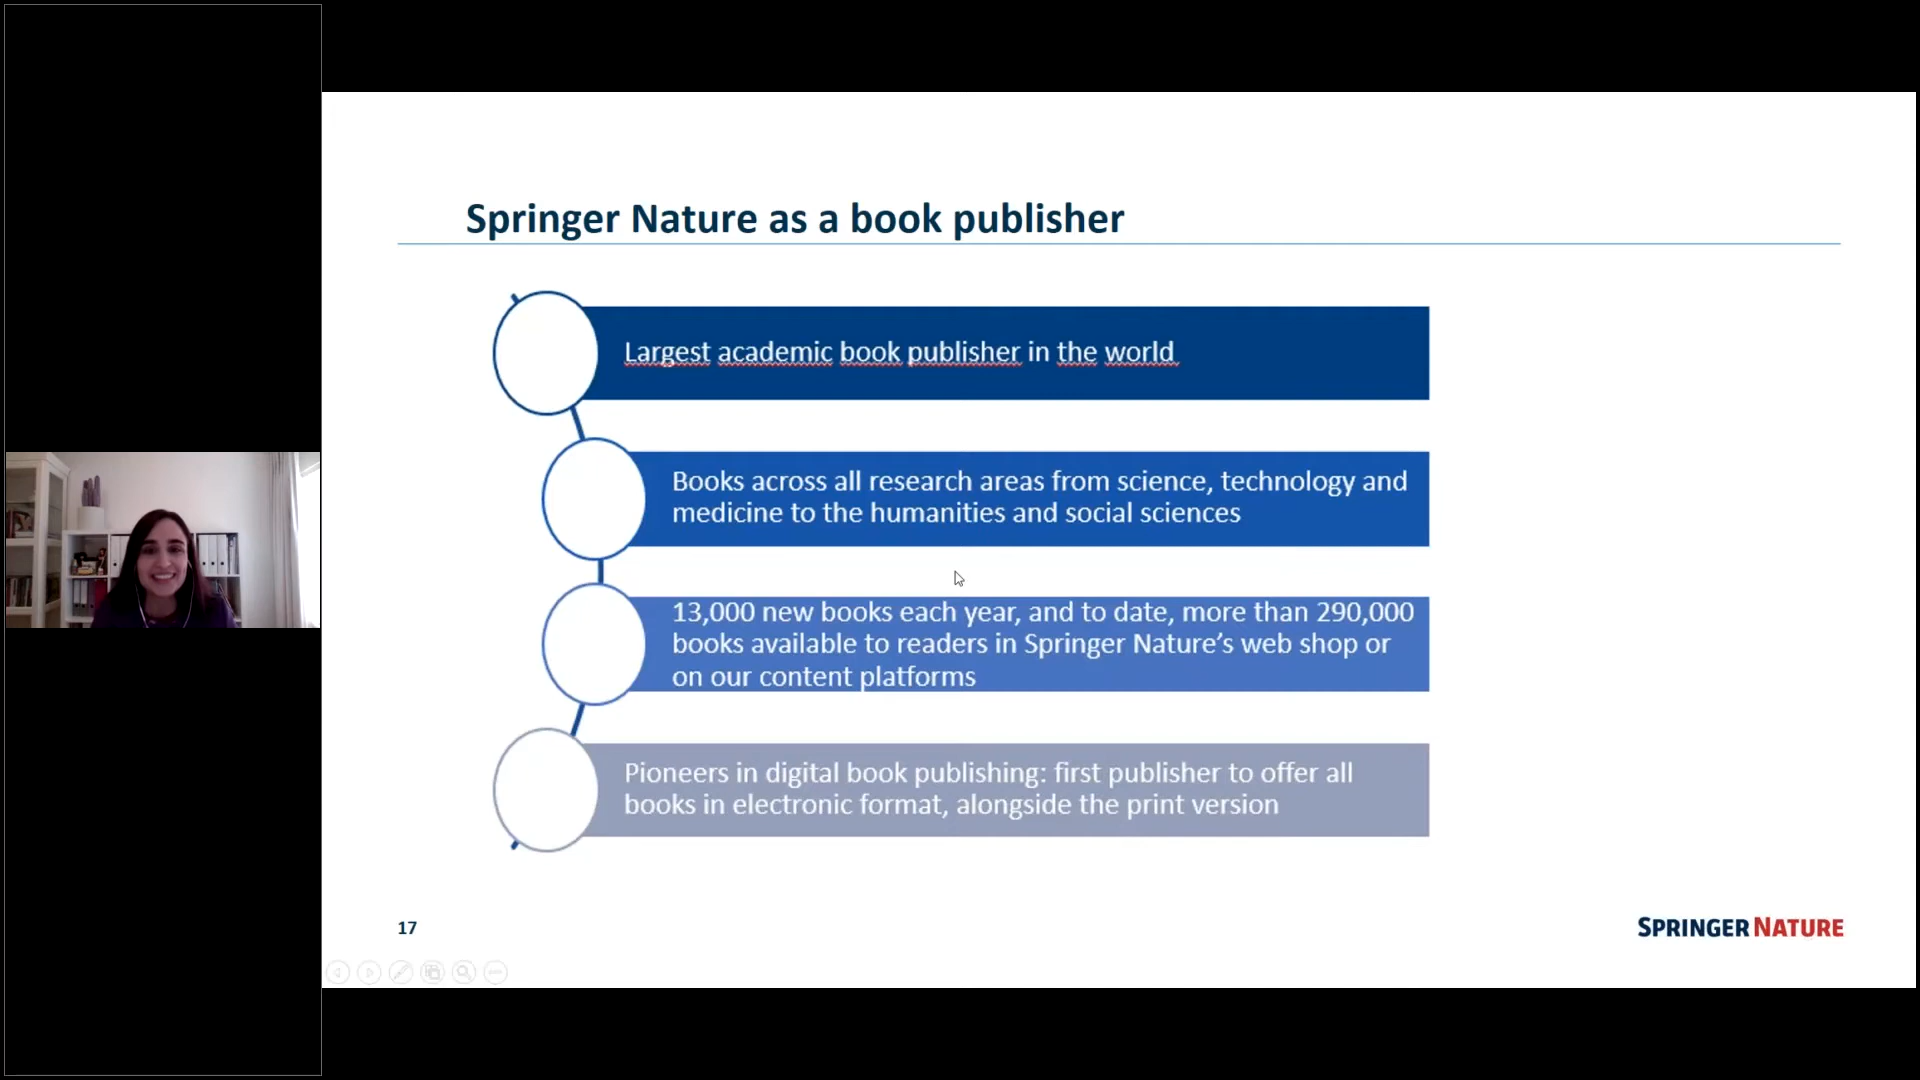 Springer Nature as a book publisher
Largest academic book publisher in the world
Books across all research areas from science, technology and
medicine to the humanities and social sciences
13,000 new books each year, and to date, more than 290,000
books available to readers in Springer Nature’s web shop or
on our content platforms
Pioneers in digital book publishing: first publisher to offer all
books in electronic format, alongside the print version
17
SPRINGER NATURE